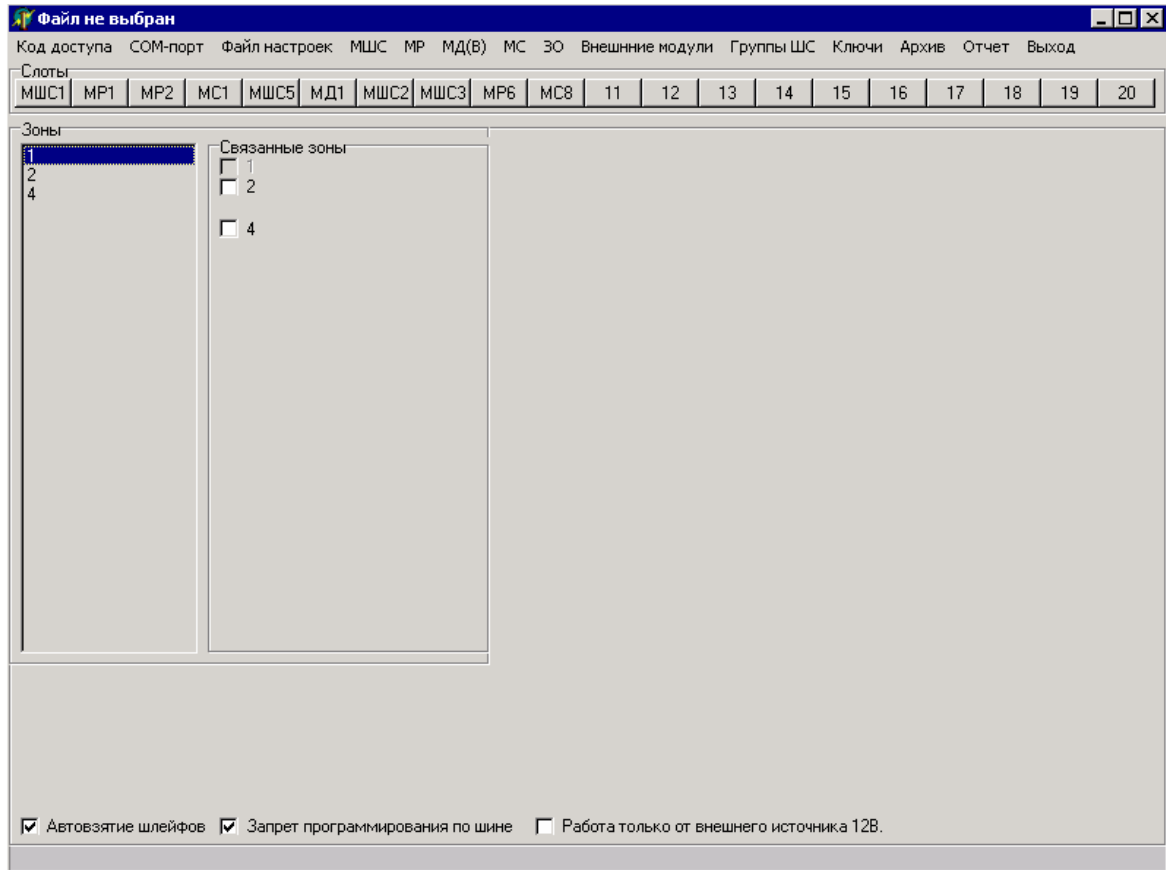 Файл не выбран
Код доступа COM-порт Файл настроек МШС МР МД(В) МС ЗО Внешнние модули Группы ШС Ключи Архив Отчет Выход
Слоты
МШС1 МР1 МР2 МС1 МШС5 МД1 МШС2 МШС3 МР6 МС8 11 12 13 14 15 16 17 18 19 20
Зоны
Связанные зоны
1 1
2 2
4
4
Автовзятие шлейфов Запрет программирования по шине Работа только от внешнего источника 12В.